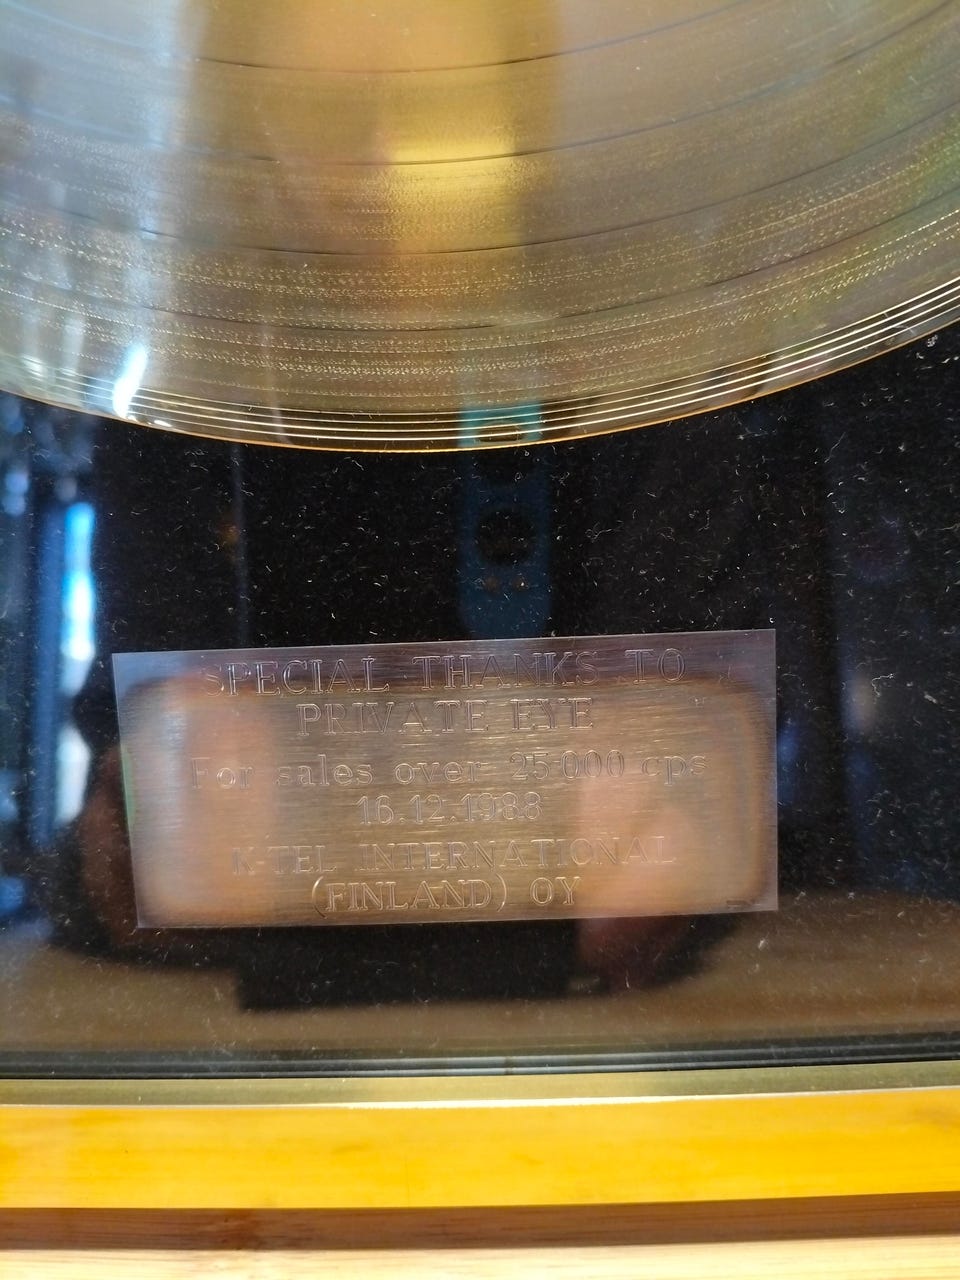 SPECIAL THANKS TO
PRIVATE EYE
For sales over 25 000 cps
16.12.1988
K-TEL INTERNATIONAL
(FINLAND) OY